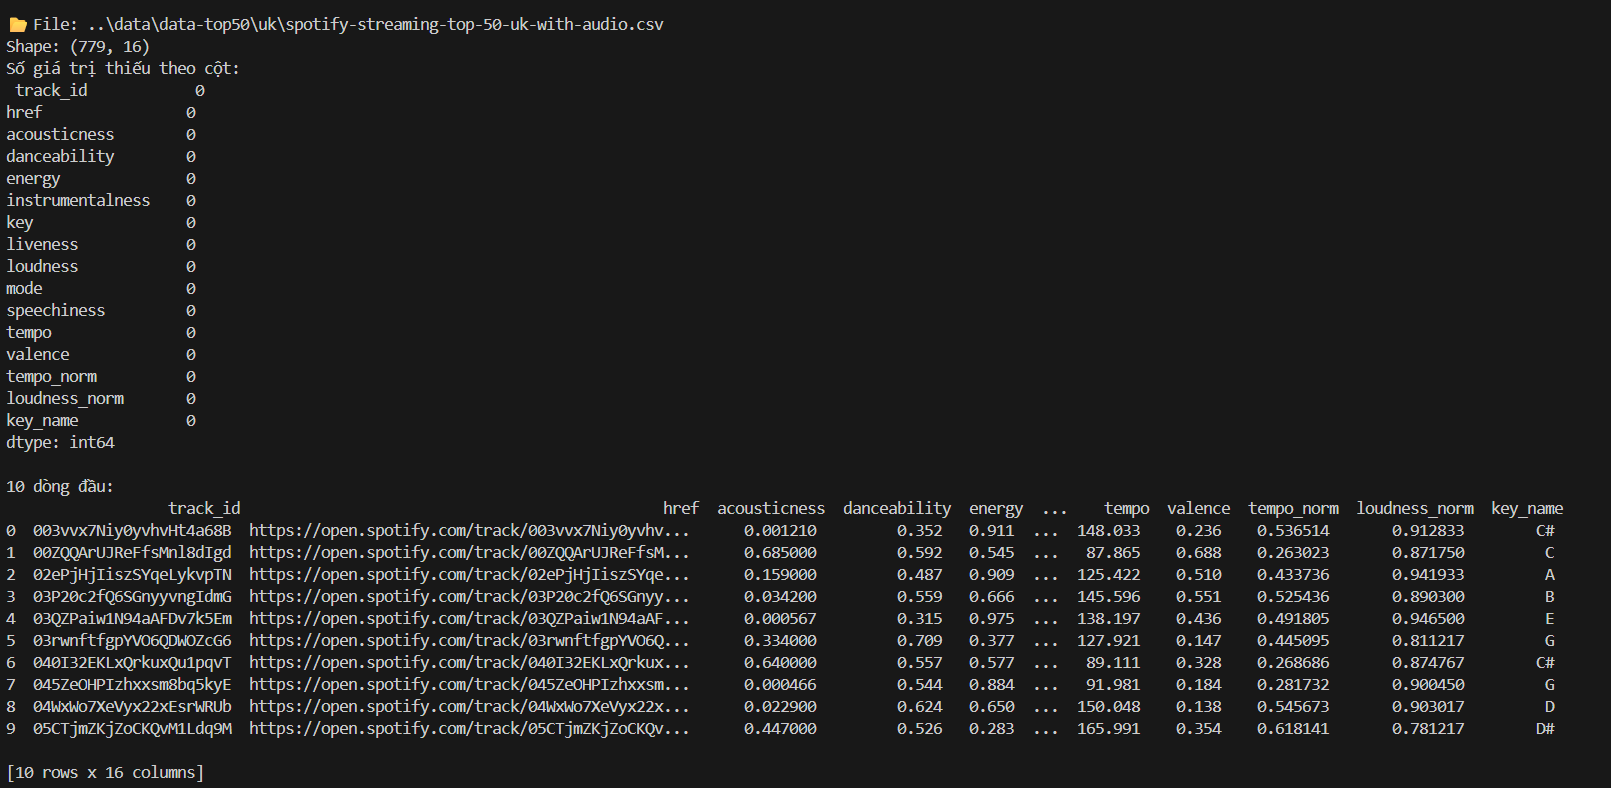 📂 File: ..\data\data-top50\uk\spotify-streaming-top-50-uk-with-audio.csv
Shape: (779, 16)
Số giá trị thiếu theo cột:
 track_id            0
href                0
acousticness        0
danceability        0
energy              0
instrumentalness    0
key                 0
liveness            0
loudness            0
mode                0
speechiness         0
tempo               0
valence             0
tempo_norm          0
loudness_norm       0
key_name            0
dtype: int64

10 dòng đầu:
                 track_id                                               href  acousticness  danceability  energy  ...    tempo  valence  tempo_norm  loudness_norm  key_name
0  003vvx7Niy0yvhvHt4a68B  https://open.spotify.com/track/003vvx7Niy0yvhv...      0.001210         0.352   0.911  ...  148.033    0.236    0.536514       0.912833        C#
1  00ZQQArUJReFfsMnl8dIgd  https://open.spotify.com/track/00ZQQArUJReFfsM...      0.685000         0.592   0.545  ...   87.865    0.688    0.263023       0.871750         C
2  02ePjHjIiszSYqeLykvpTN  https://open.spotify.com/track/02ePjHjIiszSYqe...      0.159000         0.487   0.909  ...  125.422    0.510    0.433736       0.941933         A
3  03P20c2fQ6SGnyyvngIdmG  https://open.spotify.com/track/03P20c2fQ6SGnyy...      0.034200         0.559   0.666  ...  145.596    0.551    0.525436       0.890300         B
4  03QZPaiw1N94aAFDv7k5Em  https://open.spotify.com/track/03QZPaiw1N94aAF...      0.000567         0.315   0.975  ...  138.197    0.436    0.491805       0.946500         E
5  03rwnftfgpYVO6QDWOZcG6  https://open.spotify.com/track/03rwnftfgpYVO6Q...      0.334000         0.709   0.377  ...  127.921    0.147    0.445095       0.811217         G
6  040I32EKLxQrkuxQu1pqvT  https://open.spotify.com/track/040I32EKLxQrkux...      0.640000         0.557   0.577  ...   89.111    0.328    0.268686       0.874767        C#
7  045ZeOHPIzhxxsm8bq5kyE  https://open.spotify.com/track/045ZeOHPIzhxxsm...      0.000466         0.544   0.884  ...   91.981    0.184    0.281732       0.900450         G
8  04WxWo7XeVyx22xEsrWRUb  https://open.spotify.com/track/04WxWo7XeVyx22x...      0.022900         0.624   0.650  ...  150.048    0.138    0.545673       0.903017         D
9  05CTjmZKjZoCKQvM1Ldq9M  https://open.spotify.com/track/05CTjmZKjZoCKQv...      0.447000         0.526   0.283  ...  165.991    0.354    0.618141       0.781217        D#

[10 rows x 16 columns]